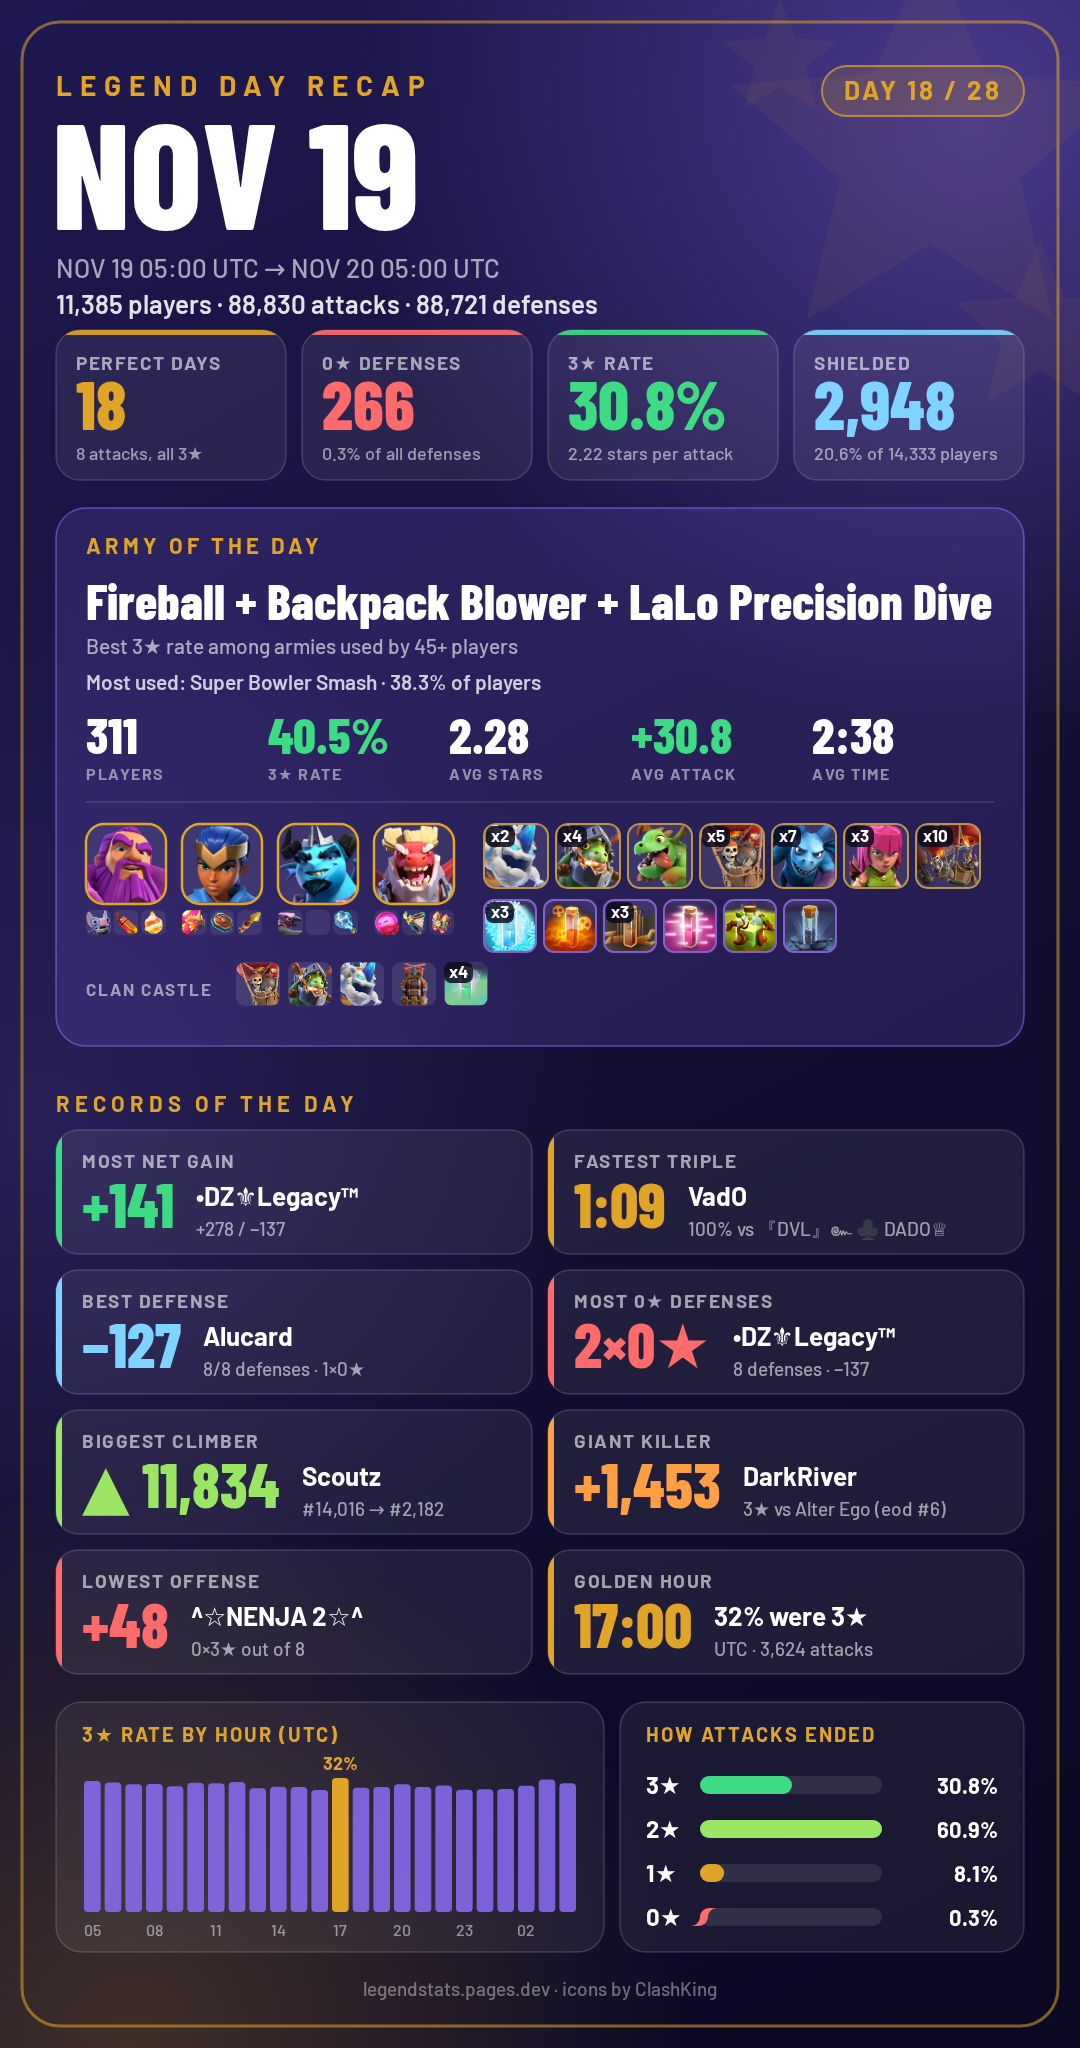 LEGEND DAY RECAP
DAY 18 / 28
NOV 19
NOV 19 05:00 UTC → NOV 20 05:00 UTC
11,385 players · 88,830 attacks · 88,721 defenses
PERFECT DAYS
18
8 attacks, all 3★
0★ DEFENSES
266
0.3% of all defenses
3★ RATE
30.8%
2.22 stars per attack
SHIELDED
2,948
20.6% of 14,333 players
ARMY OF THE DAY
Fireball + Backpack Blower + LaLo Precision Dive
Best 3★ rate among armies used by 45+ players
Most used: Super Bowler Smash · 38.3% of players
311
PLAYERS
40.5%
3★ RATE
2.28
AVG STARS
+30.8
AVG ATTACK
2:38
AVG TIME
x2 x4 x5 x7 x3 x10
x3 x3
CLAN CASTLE
x4
RECORDS OF THE DAY
MOST NET GAIN
+141
•DZ⚜Legacy™
+278 / −137
FASTEST TRIPLE
1:09
VadO
100% vs 『DVL』๛ ♣ DADO♕
BEST DEFENSE
−127
Alucard
8/8 defenses · 1×0★
MOST 0★ DEFENSES
2×0★
•DZ⚜Legacy™
8 defenses · −137
BIGGEST CLIMBER
▲ 11,834
Scoutz
#14,016 → #2,182
GIANT KILLER
+1,453
DarkRiver
3★ vs Alter Ego (eod #6)
LOWEST OFFENSE
+48
^☆NENJA 2☆^
0×3★ out of 8
GOLDEN HOUR
17:00
32% were 3★
UTC · 3,624 attacks
3★ RATE BY HOUR (UTC)
32%
05 08 11 14 17 20 23 02
HOW ATTACKS ENDED
3★ 30.8%
2★ 60.9%
1★ 8.1%
0★ 0.3%
legendstats.pages.dev · icons by ClashKing